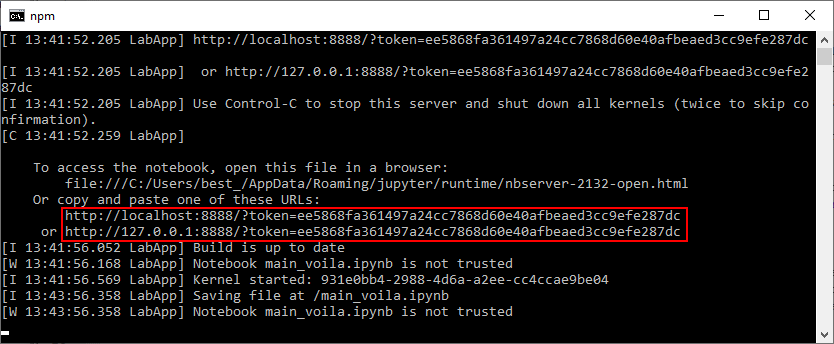 npm
[I 13:41:52.205 LabApp] http://localhost:8888/?token=ee5868fa361497a24cc7868d60e40afbeaed3cc9efe287dc
[I 13:41:52.205 LabApp]  or http://127.0.0.1:8888/?token=ee5868fa361497a24cc7868d60e40afbeaed3cc9efe2
87dc
[I 13:41:52.205 LabApp] Use Control-C to stop this server and shut down all kernels (twice to skip co
nfirmation).
[C 13:41:52.259 LabApp]
To access the notebook, open this file in a browser:
file:///C:/Users/best_/AppData/Roaming/jupyter/runtime/nbserver-2132-open.html
Or copy and paste one of these URLs:
http://localhost:8888/?token=ee5868fa361497a24cc7868d60e40afbeaed3cc9efe287dc
or http://127.0.0.1:8888/?token=ee5868fa361497a24cc7868d60e40afbeaed3cc9efe287dc
[I 13:41:56.052 LabApp] Build is up to date
[W 13:41:56.168 LabApp] Notebook main_voila.ipynb is not trusted
[I 13:41:56.569 LabApp] Kernel started: 931e0bb4-2988-4d6a-a2ee-cc4ccae9be04
[I 13:43:56.358 LabApp] Saving file at /main_voila.ipynb
[W 13:43:56.358 LabApp] Notebook main_voila.ipynb is not trusted